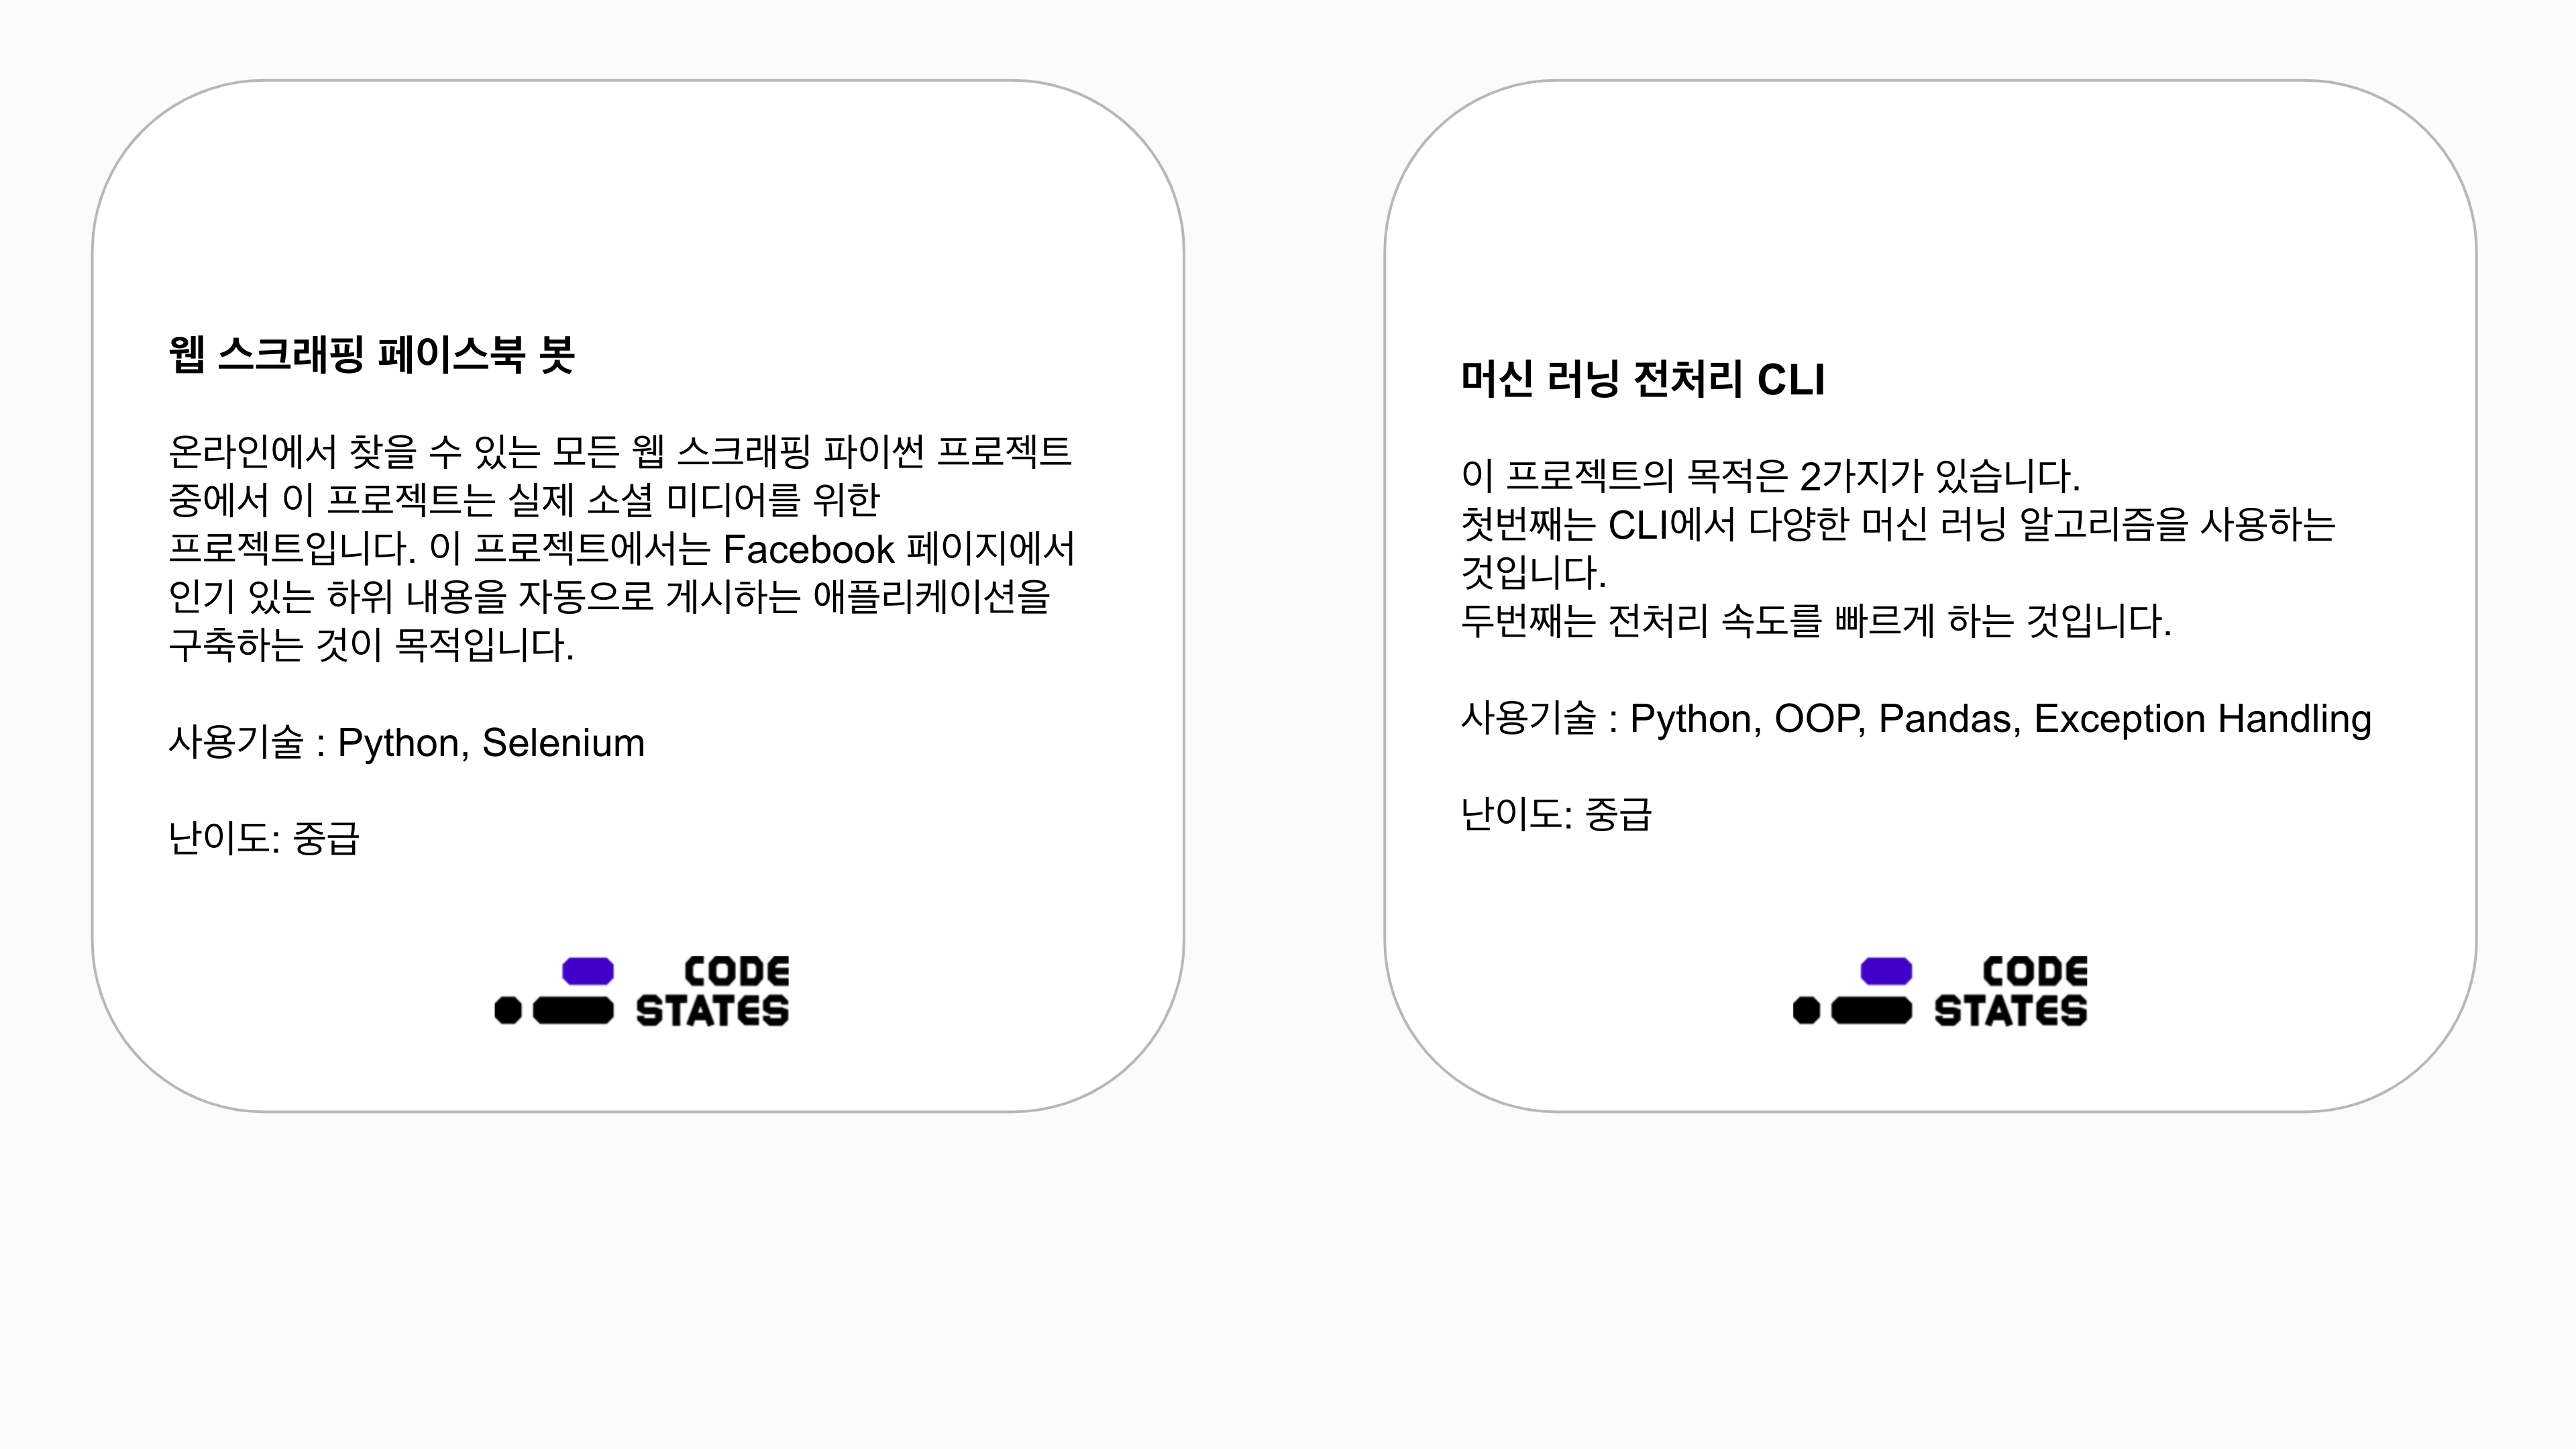 웹 스크래핑 페이스북 봇
온라인에서 찾을 수 있는 모든 웹 스크래핑 파이썬 프로젝트
중에서 이 프로젝트는 실제 소셜 미디어를 위한
프로젝트입니다. 이 프로젝트에서는 Facebook 페이지에서
인기 있는 하위 내용을 자동으로 게시하는 애플리케이션을
구축하는 것이 목적입니다.
사용기술 : Python, Selenium
난이도: 중급
CODE
STATES
머신 러닝 전처리 CLI
이 프로젝트의 목적은 2가지가 있습니다.
첫번째는 CLI에서 다양한 머신 러닝 알고리즘을 사용하는
것입니다.
두번째는 전처리 속도를 빠르게 하는 것입니다.
사용기술 : Python, OOP, Pandas, Exception Handling
난이도: 중급
CODE
STATES